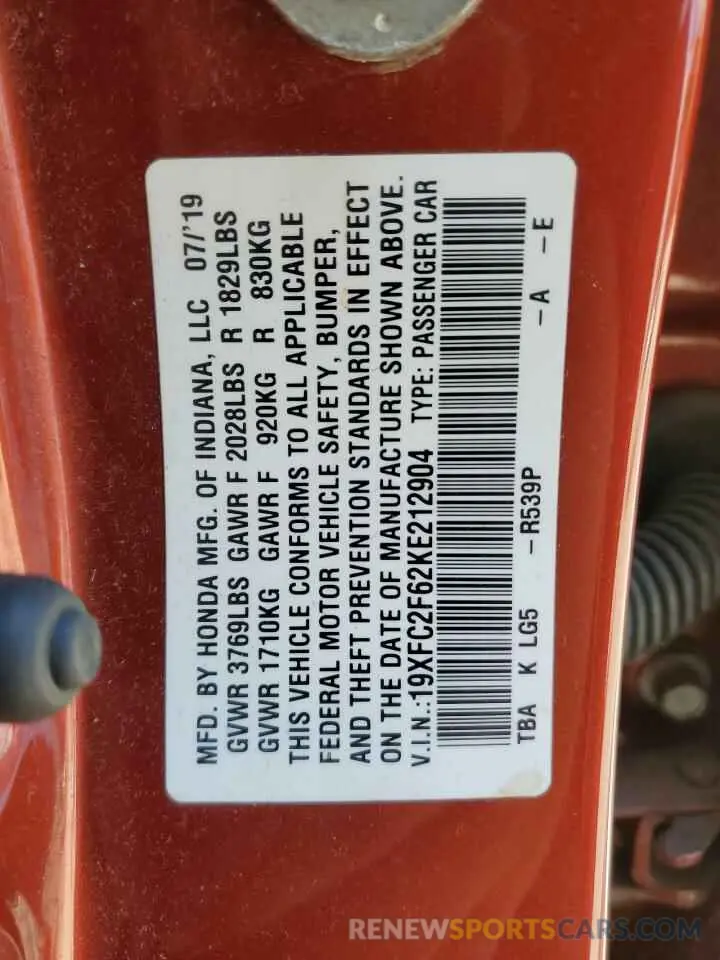 MFD. BY HONDA MFG. OF INDIANA, LLC 07/'19
GVWR 3769LBS GAWR F 2028LBS R 1829LBS
GVWR 1710KG GAWR F 920KG R 830KG
THIS VEHICLE CONFORMS TO ALL APPLICABLE
FEDERAL MOTOR VEHICLE SAFETY, BUMPER,
AND THEFT PREVENTION STANDARDS IN EFFECT
ON THE DATE OF MANUFACTURE SHOWN ABOVE.
V.I.N.:19XFC2F62KE212904 TYPE: PASSENGER CAR
TBA K LG5 -A -E
-R539P
RENEWSPORTSCARS.COM